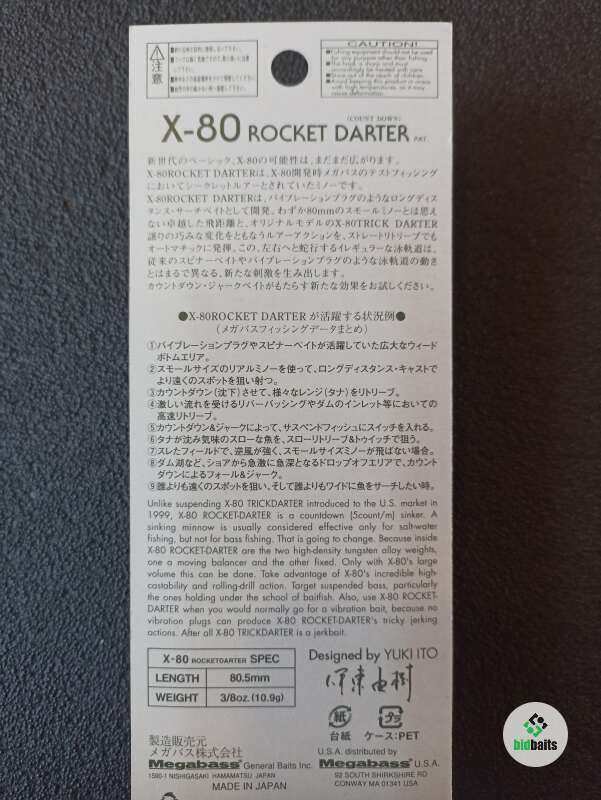 注意
CAUTION!
■Fishing equipment should not be used
for any purpose other than fishing.
■Store out of the reach of children.
X-80 ROCKET DARTER PAT.
(COUNT DOWN)
新世代のベーシック、X-80の可能性は、まだまだ広がります。
X-80ROCKET DARTERは、X-80開発時メガバスのテストフィッシング
においてシークレットルアーとされていたミノーです。
X-80ROCKET DARTERは、バイブレーションプラグのようなロングディス
タンス・サーチベイトとして開発。わずか80mmのスモールミノーとは思え
ない卓越した飛距離と、オリジナルモデルのX-80TRICK DARTER
譲りの巧みな変化をともなうルアーアクションを、ストレートリトリーブでも
オートマチックに発揮。この、左右へと蛇行するイレギュラーな泳軌道は、
従来のスピナーベイトやバイブレーションプラグのような泳軌道の動き
とはまるで異なる、新たな刺激を生み出します。
カウントダウン・ジャークベイトがもたらす新たな効果をお試しください。
●X-80ROCKET DARTER が活躍する状況例●
(メガバスフィッシングデータまとめ)
①バイブレーションプラグやスピナーベイトが活躍していた広大なウィード
ボトムエリア。
②スモールサイズのリアルミノーを使って、ロングディスタンス・キャストで
より遠くのスポットを狙い射つ。
③カウントダウン(沈下)させて、様々なレンジ(タナ)をリトリーブ。
④激しい流れを受けるリバーバッシングやダムのインレット等においての
高速リトリーブ。
⑤カウントダウン&ジャークによって、サスペンドフィッシュにスイッチを入れる。
⑥タナが沈み気味のスローな魚を、スローリトリーブ&トゥイッチで狙う。
⑦スレたフィールドで、逆風が強く、スモールサイズミノーが飛ばない場合。
⑧ダム湖など、ショアから急激に急深となるドロップオフエリアで、カウント
ダウンによるフォール&ジャーク。
⑨誰よりも遠くのスポットを狙い、そして誰よりもワイドに魚をサーチしたい時。
Unlike suspending X-80 TRICKDARTER introduced to the U.S. market in
1999, X-80 ROCKET-DARTER is a countdown (5count/m) sinker. A
sinking minnow is usually considered effective only for salt-water
fishing, but not for bass fishing. That is going to change. Because inside
X-80 ROCKET-DARTER are the two high-density tungsten alloy weights,
one a moving balancer and the other fixed. Only with X-80's large
volume this can be done. Take advantage of X-80's incredible high-
castability and rolling-drill action. Target suspended bass, particularly
the ones holding under the school of baitfish. Also, use X-80 ROCKET-
DARTER when you would normally go for a vibration bait, because no
vibration plugs can produce X-80 ROCKET-DARTER's tricky jerking
actions. After all X-80 TRICKDARTER is a jerkbait.
X-80 ROCKETDARTER SPEC
LENGTH 80.5mm
WEIGHT 3/8oz.(10.9g)
Designed by YUKI ITO
伊東由樹
紙 プラ
台紙 ケース:PET
製造販売元
メガバス株式会社
Megabass General Baits Inc.
1590-1 NISHIGASAKI HAMAMATSU JAPAN
MADE IN JAPAN
U.S.A. distributed by
Megabass U.S.A.
92 SOUTH SHIRKSHIRE RD
CONWAY MA 01341 USA
bidbaits